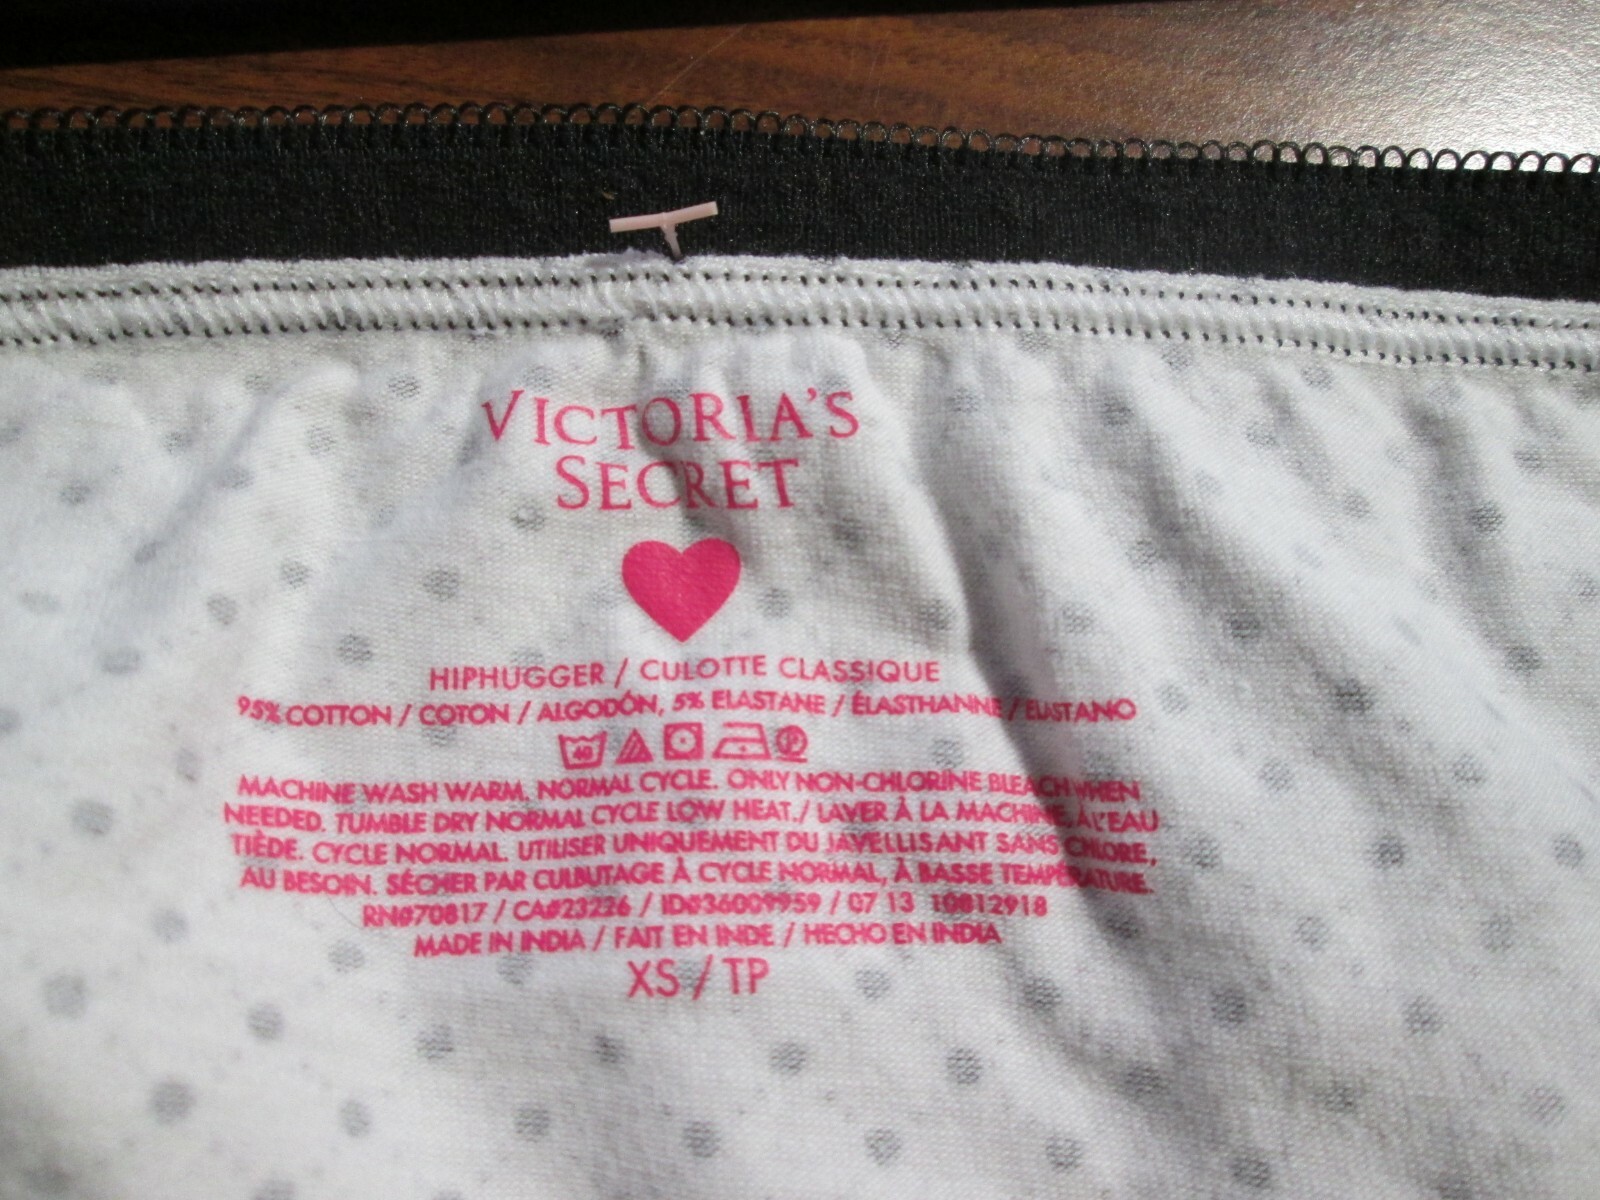 VICTORIA'S
SECRET
HIPHUGGER / CULOTTE CLASSIQUE
95% COTTON / COTON / ALGODÓN, 5% ELASTANE / ÉLASTHANNE / ELASTANO
40
P
MACHINE WASH WARM. NORMAL CYCLE. ONLY NON-CHLORINE BLEACH WHEN
NEEDED. TUMBLE DRY NORMAL CYCLE LOW HEAT. / LAVER À LA MACHINE, À L'EAU
TIÈDE. CYCLE NORMAL. UTILISER UNIQUEMENT DU JAVELLISANT SANS CHLORE,
AU BESOIN. SÉCHER PAR CULBUTAGE À CYCLE NORMAL, À BASSE TEMPÉRATURE.
RN#70817 / CA#23226 / ID#36009959 / 07 13 10812918
MADE IN INDIA / FAIT EN INDE / HECHO EN INDIA
XS / TP